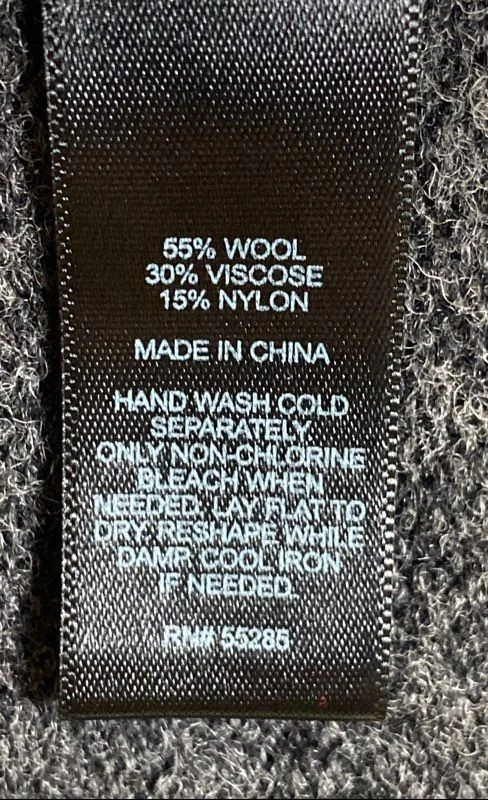 55% WOOL
30% VISCOSE
15% NYLON
MADE IN CHINA
HAND WASH COLD
SEPARATELY
ONLY NON-CHLORINE
BLEACH WHEN
NEEDED. LAY FLAT TO
DRY. RESHAPE WHILE
DAMP. COOL IRON
IF NEEDED.
RN# 55285